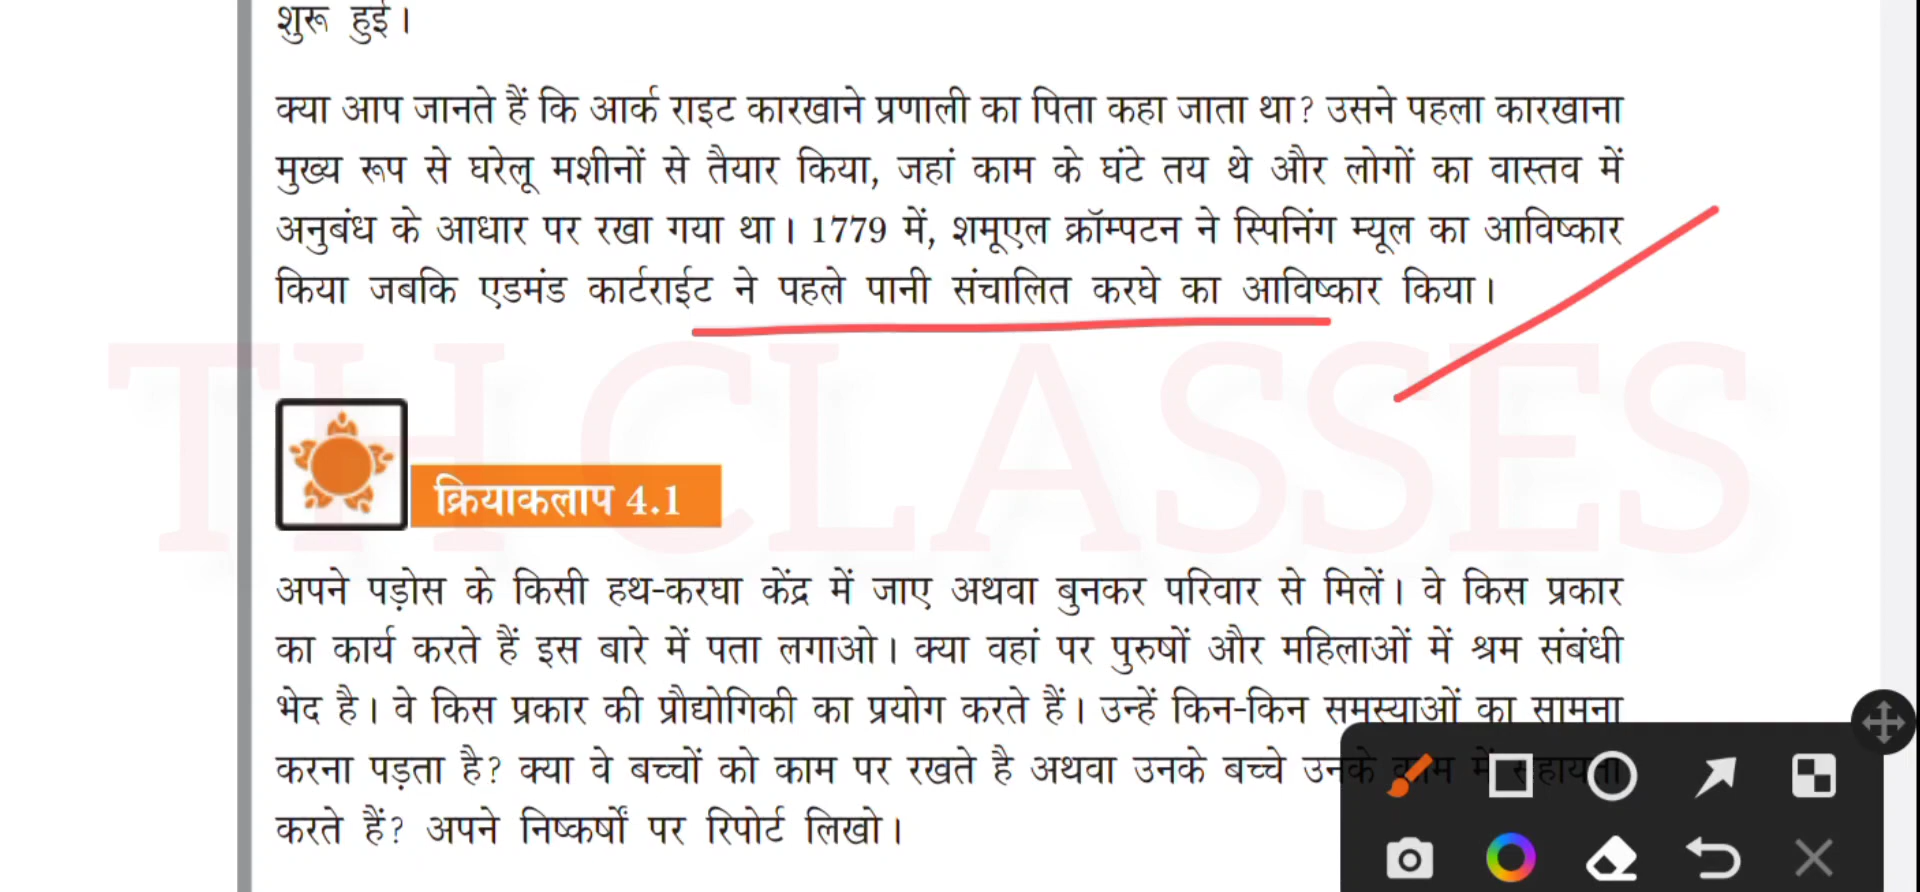 शुरू हुई।
क्या आप जानते हैं कि आर्क राइट कारखाने प्रणाली का पिता कहा जाता था? उसने पहला कारखाना
मुख्य रूप से घरेलू मशीनों से तैयार किया, जहां काम के घंटे तय थे और लोगों का वास्तव में
अनुबंध के आधार पर रखा गया था। 1779 में, शमूएल क्रॉम्पटन ने स्पिनिंग म्यूल का आविष्कार
किया जबकि एडमंड कार्टराईट ने पहले पानी संचालित करघे का आविष्कार किया।
TH CLASSES
क्रियाकलाप 4.1
अपने पड़ोस के किसी हथ-करघा केंद्र में जाए अथवा बुनकर परिवार से मिलें। वे किस प्रकार
का कार्य करते हैं इस बारे में पता लगाओ। क्या वहां पर पुरुषों और महिलाओं में श्रम संबंधी
भेद है। वे किस प्रकार की प्रौद्योगिकी का प्रयोग करते हैं। उन्हें किन-किन समस्याओं का सामना
करना पड़ता है? क्या वे बच्चों को काम पर रखते है अथवा उनके बच्चे उनके काम में सहायता
करते हैं? अपने निष्कर्षों पर रिपोर्ट लिखो।